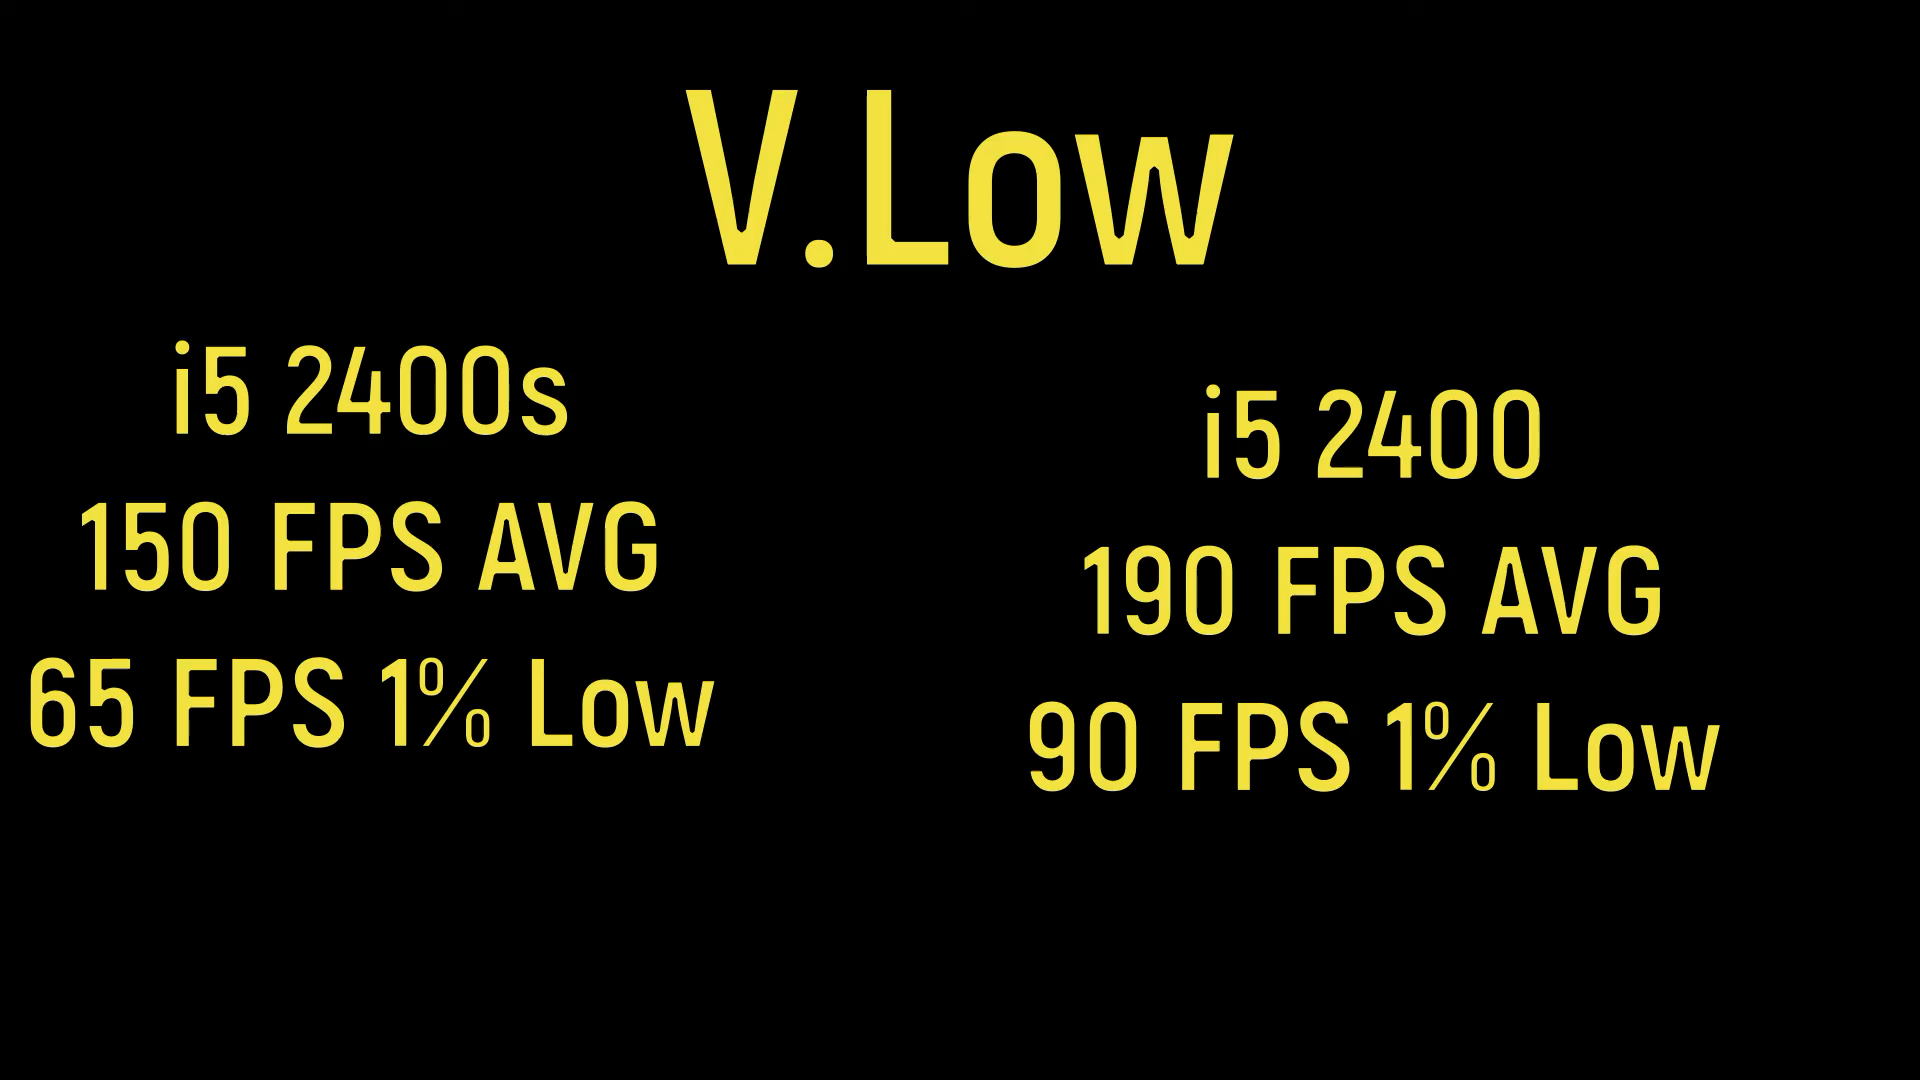 V.Low
i5 2400s
150 FPS AVG
65 FPS 1% Low
i5 2400
190 FPS AVG
90 FPS 1% Low